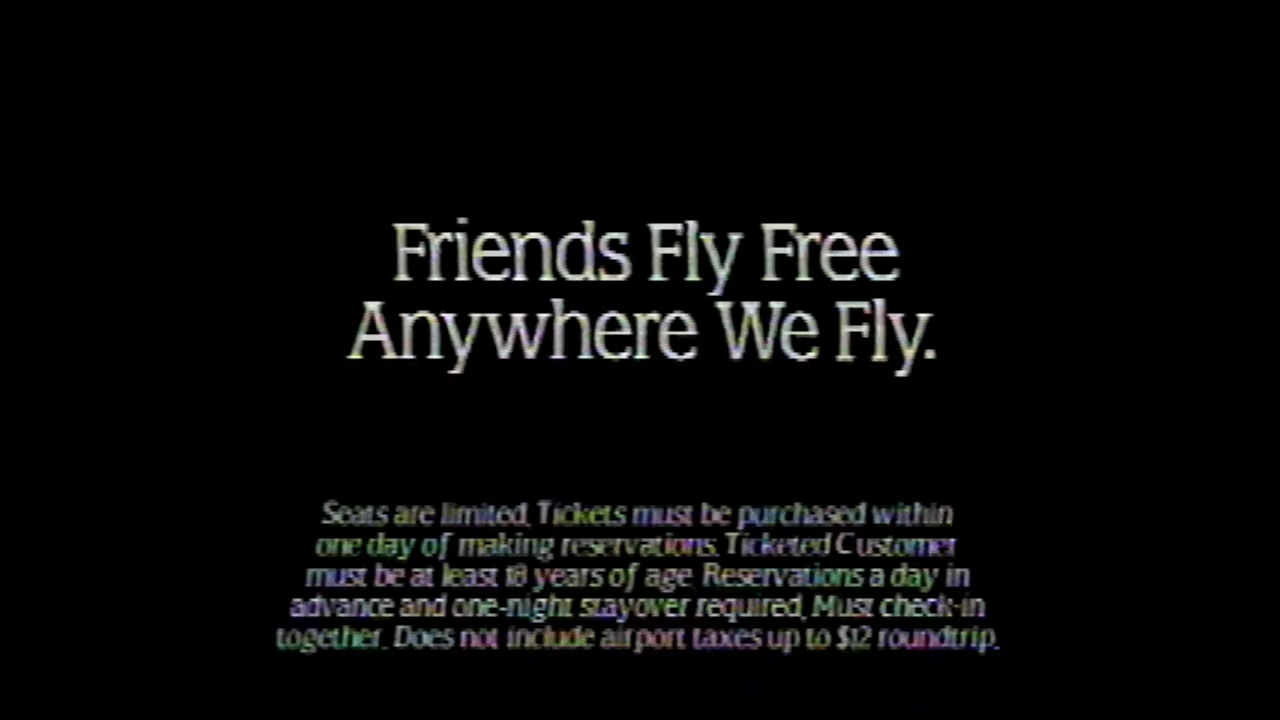 Friends Fly Free
Anywhere We Fly.
Seats are limited. Tickets must be purchased within
one day of making reservations. Ticketed Customer
must be at least 18 years of age. Reservations a day in
advance and one-night stayover required. Must check-in
together. Does not include airport taxes up to $12 roundtrip.